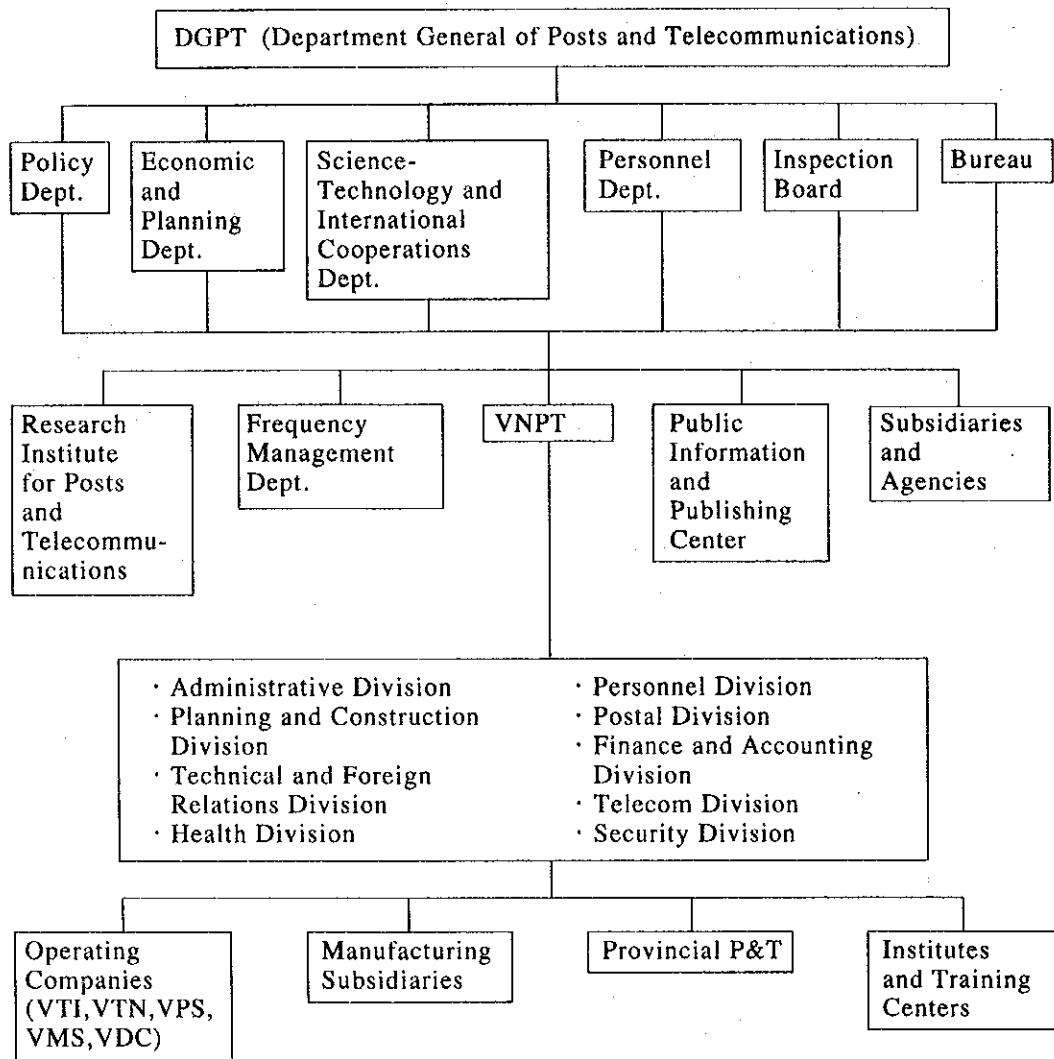 DGPT (Department General of Posts and Telecommunications)
Policy
Dept.
Economic
and
Planning
Dept.
Science-
Technology and
International
Cooperations
Dept.
Personnel
Dept.
Inspection
Board
Bureau
Research
Institute
for Posts
and
Telecommu-
nications
Frequency
Management
Dept.
VNPT
Public
Information
and
Publishing
Center
Subsidiaries
and
Agencies
· Administrative Division
· Planning and Construction
Division
· Technical and Foreign
Relations Division
· Health Division
· Personnel Division
· Postal Division
· Finance and Accounting
Division
· Telecom Division
· Security Division
Operating
Companies
(VTI,VTN,VPS,
VMS,VDC)
Manufacturing
Subsidiaries
Provincial P&T
Institutes
and Training
Centers